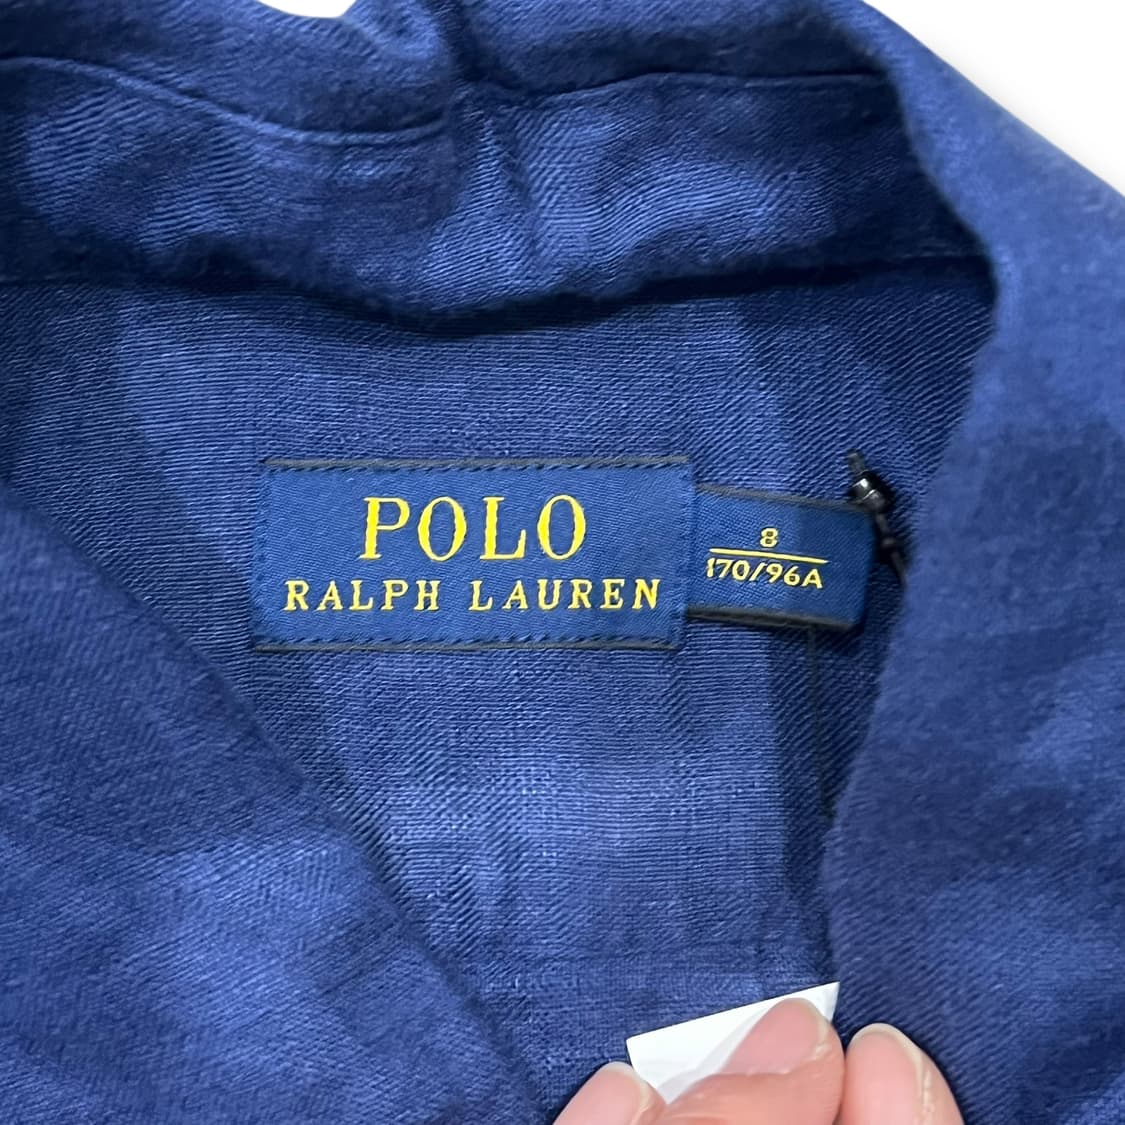 POLO
RALPH LAUREN
8
170/96A